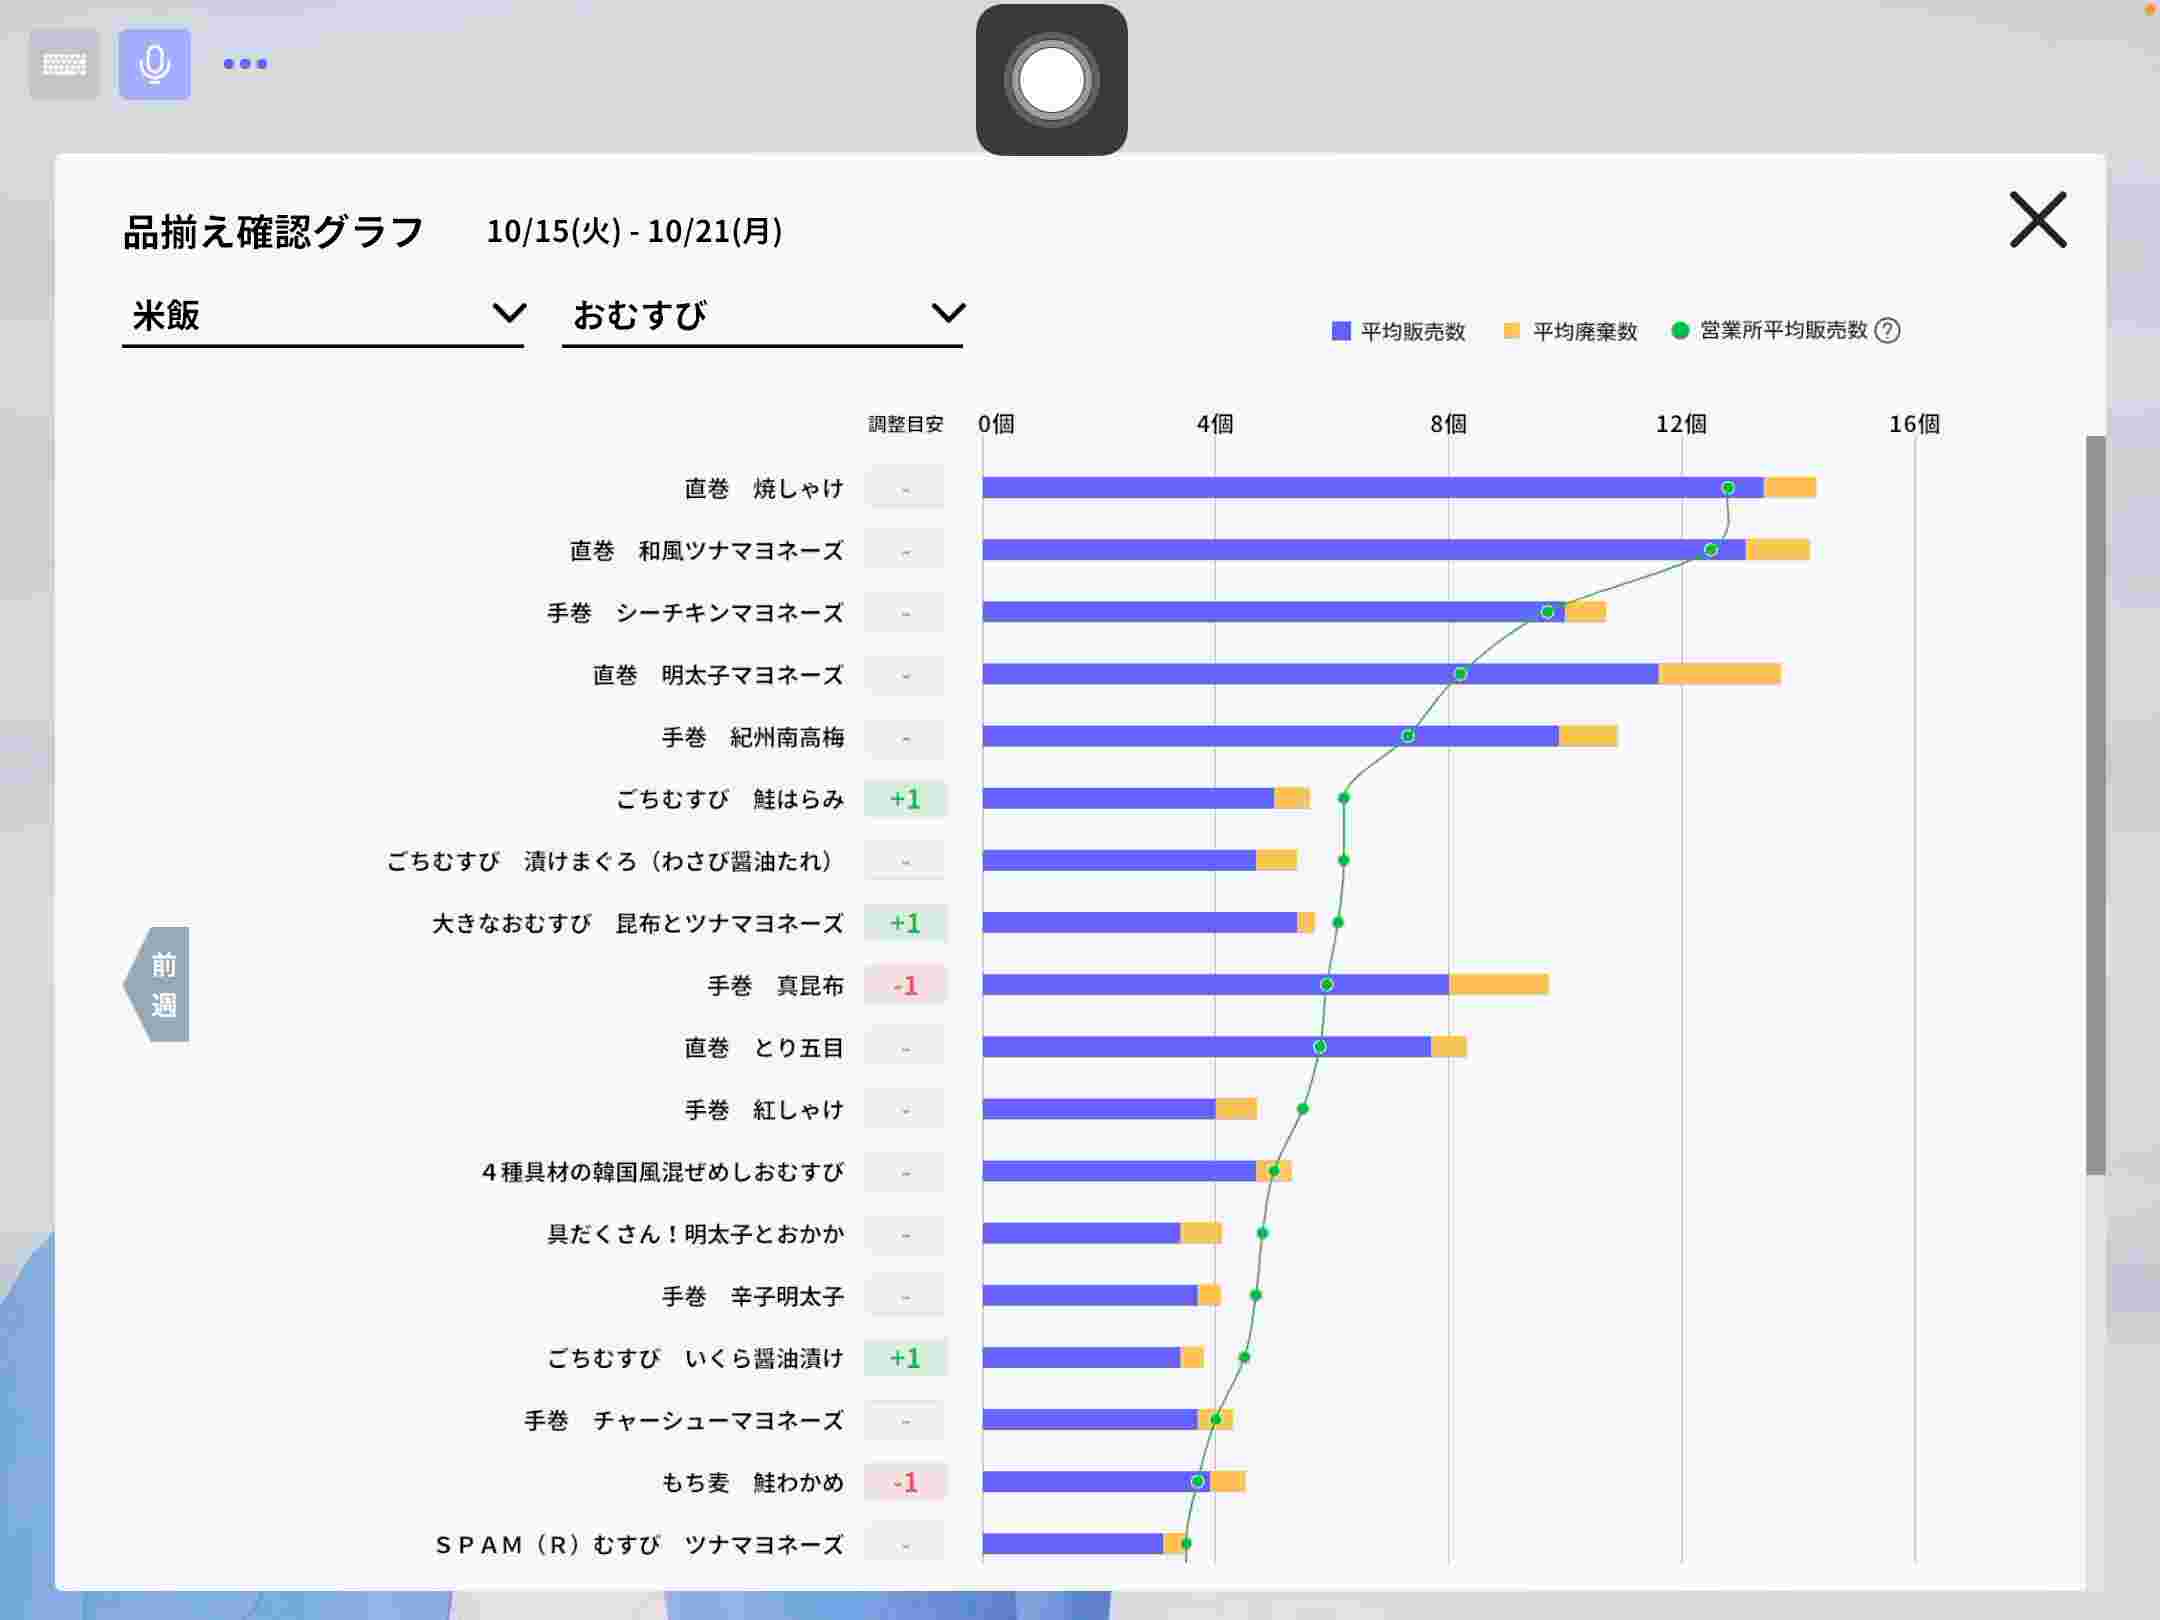 品揃え確認グラフ 10/15(火) - 10/21(月)
米飯 おむすび
平均販売数 平均廃棄数 営業所平均販売数 ?
調整目安 0個 4個 8個 12個 16個
直巻　焼しゃけ -
直巻　和風ツナマヨネーズ -
手巻　シーチキンマヨネーズ -
直巻　明太子マヨネーズ -
手巻　紀州南高梅 -
ごちむすび　鮭はらみ +1
ごちむすび　漬けまぐろ（わさび醤油たれ） -
大きなおむすび　昆布とツナマヨネーズ +1
手巻　真昆布 -1
前週
直巻　とり五目 -
手巻　紅しゃけ -
４種具材の韓国風混ぜめしおむすび -
具だくさん！明太子とおかか -
手巻　辛子明太子 -
ごちむすび　いくら醤油漬け +1
手巻　チャーシューマヨネーズ -
もち麦　鮭わかめ -1
ＳＰＡＭ（Ｒ）むすび　ツナマヨネーズ -